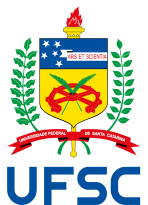 ARS ET SCIENTIA
UNIVERSIDADE FEDERAL DE SANTA CATARINA
UFSC